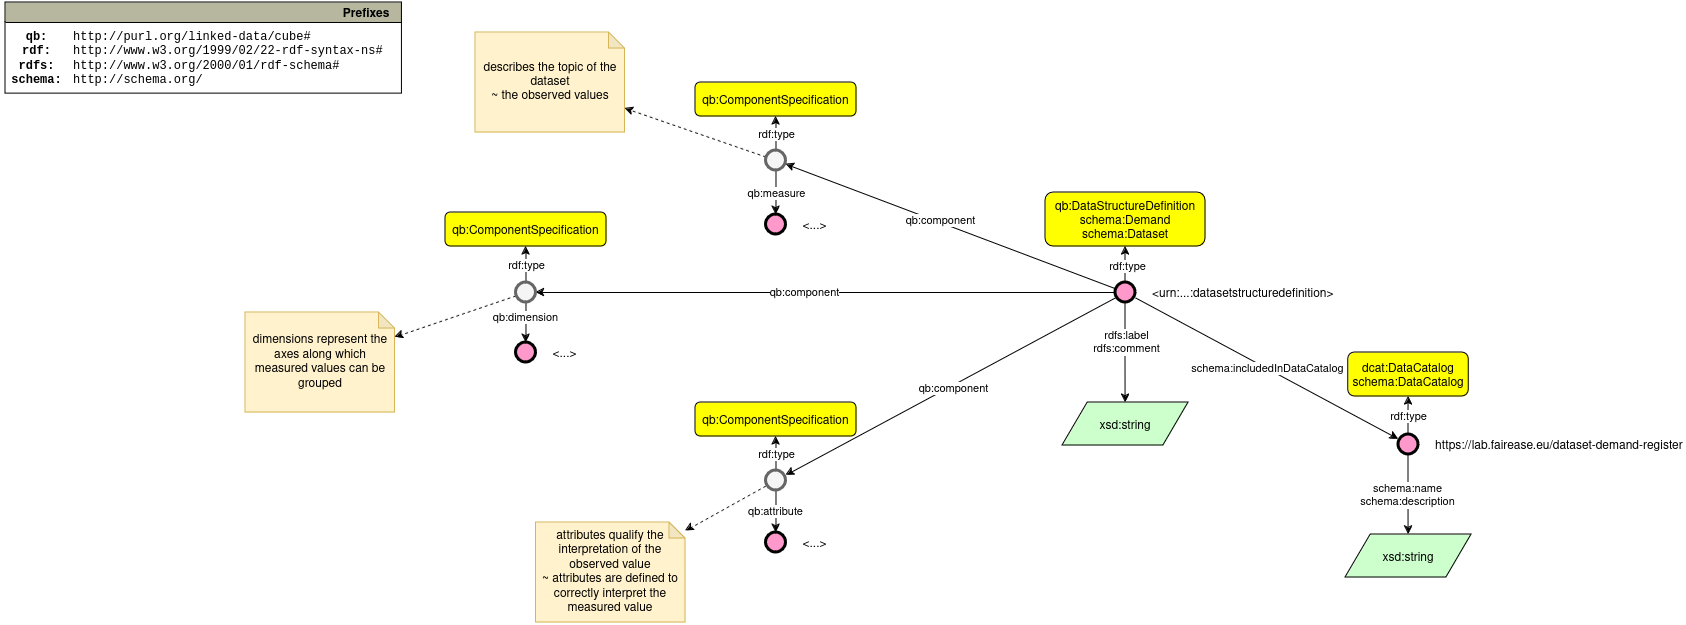 Prefixes
qb: http://purl.org/linked-data/cube#
rdf: http://www.w3.org/1999/02/22-rdf-syntax-ns#
rdfs: http://www.w3.org/2000/01/rdf-schema#
schema: http://schema.org/
describes the topic of the
dataset
~ the observed values
qb:ComponentSpecification
rdf:type
qb:measure
<...>
qb:component
qb:DataStructureDefinition
schema:Demand
schema:Dataset
rdf:type
<urn:...:datasetstructuredefinition>
qb:ComponentSpecification
rdf:type
qb:component
qb:dimension
<...>
dimensions represent the
axes along which
measured values can be
grouped
rdfs:label
rdfs:comment
xsd:string
schema:includedInDataCatalog
dcat:DataCatalog
schema:DataCatalog
rdf:type
https://lab.fairease.eu/dataset-demand-register
schema:name
schema:description
xsd:string
qb:component
qb:ComponentSpecification
rdf:type
qb:attribute
<...>
attributes qualify the
interpretation of the
observed value
~ attributes are defined to
correctly interpret the
measured value